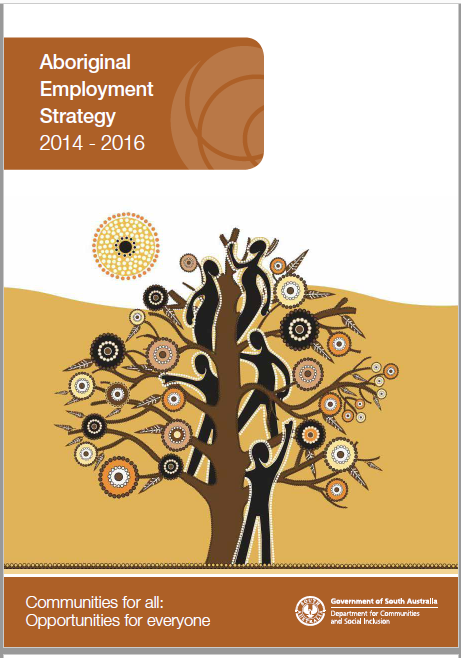 Aboriginal
Employment
Strategy
2014 - 2016
Communities for all:
Opportunities for everyone
Government of South Australia
Department for Communities
and Social Inclusion